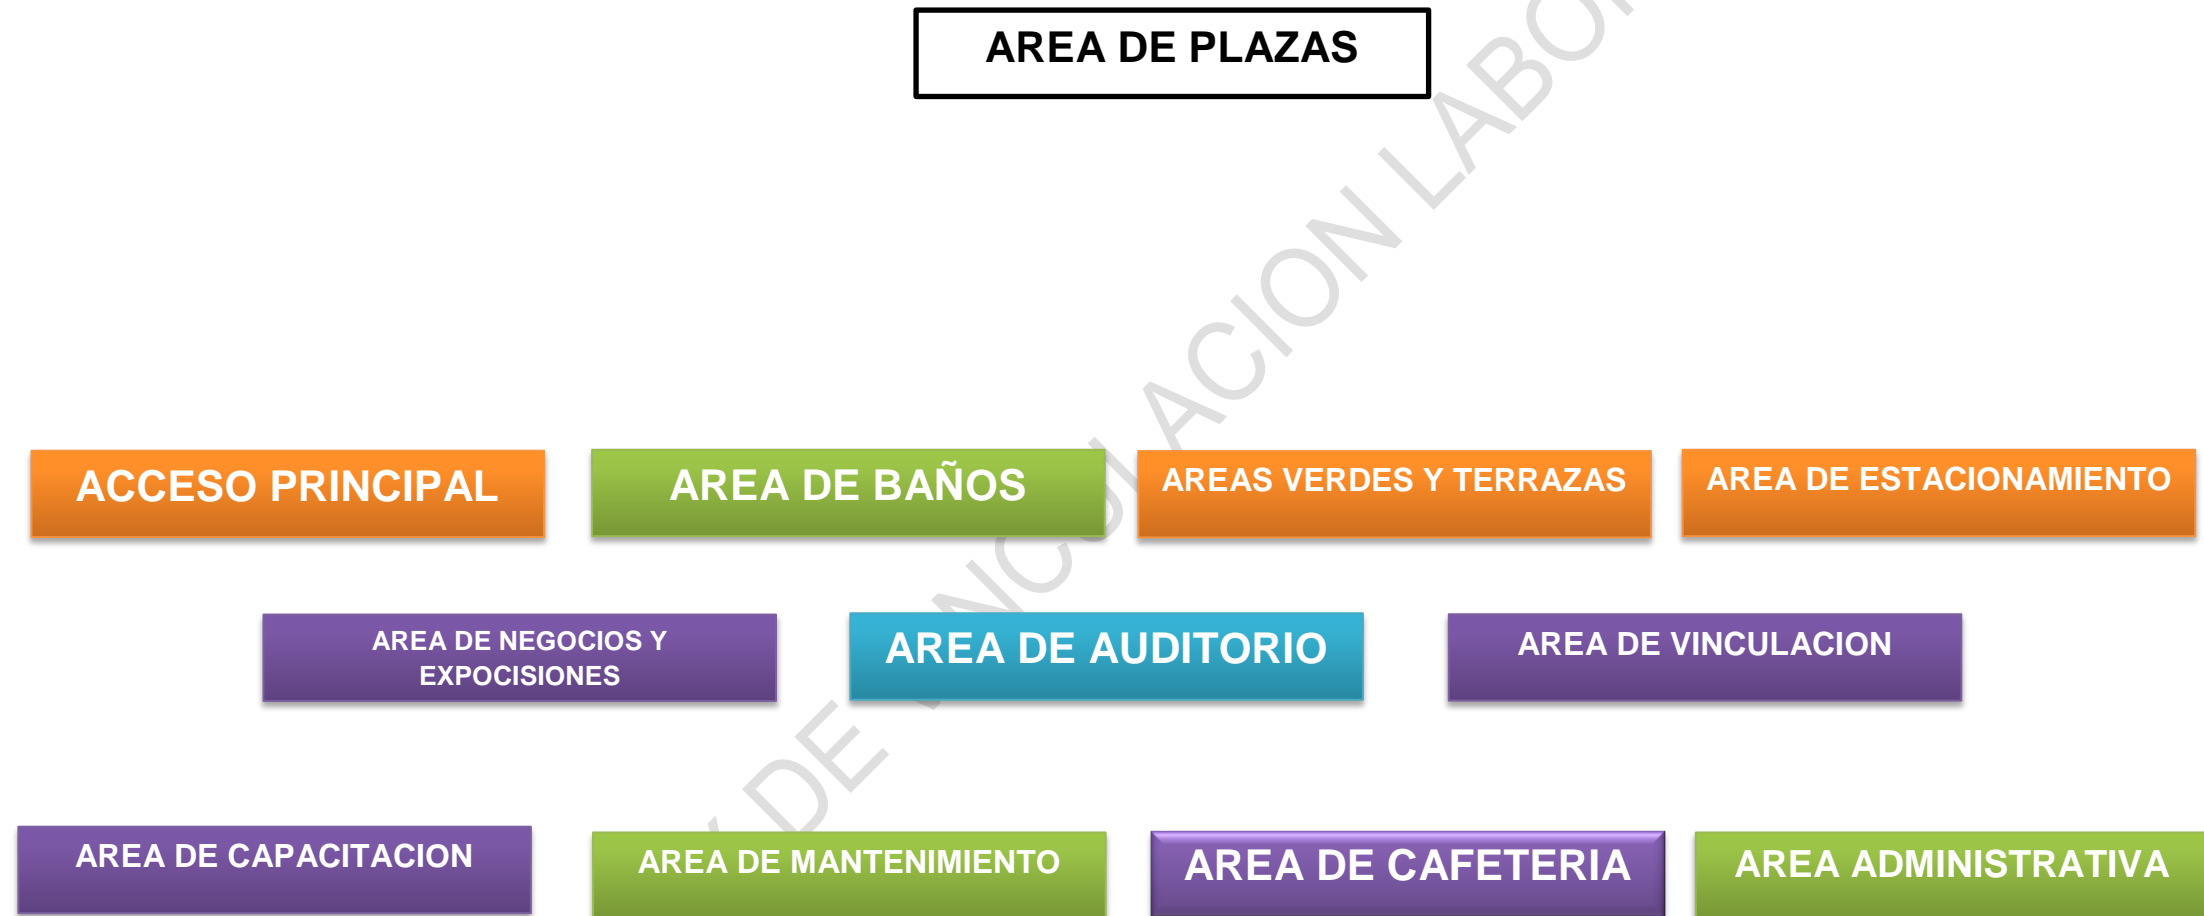 AREA DE PLAZAS
ACCESO PRINCIPAL
AREA DE BAÑOS
AREAS VERDES Y TERRAZAS
AREA DE ESTACIONAMIENTO
AREA DE NEGOCIOS Y
EXPOCISIONES
AREA DE AUDITORIO
AREA DE VINCULACION
AREA DE CAPACITACION
AREA DE MANTENIMIENTO
AREA DE CAFETERIA
AREA ADMINISTRATIVA
DE